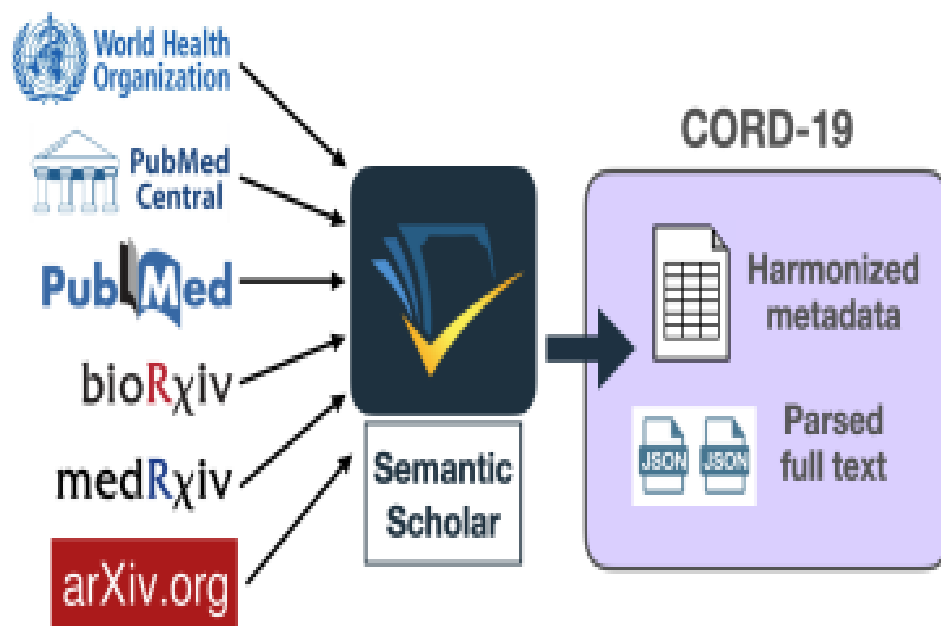 World Health
Organization
PubMed
Central
PubMed
bioRχiv
medRχiv
arXiv.org
Semantic
Scholar
CORD-19
Harmonized
metadata
JSON JSON
Parsed
full text